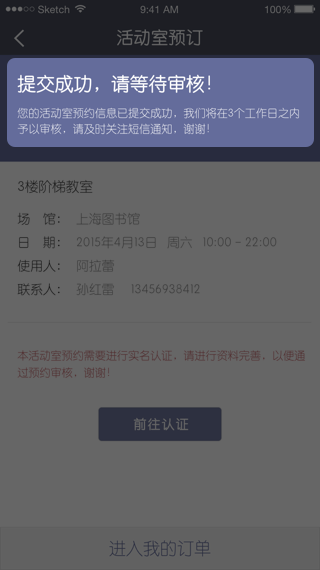 Sketch 9:41 AM 100%
活动室预订
提交成功，请等待审核！
您的活动室预约信息已提交成功，我们将在3个工作日之内
予以审核，请及时关注短信通知，谢谢！
3楼阶梯教室
场　馆： 上海图书馆
日　期： 2015年4月13日 周六 10:00 - 22:00
使用人： 阿拉蕾
联系人： 孙红雷 13456938412
本活动室预约需要进行实名认证，请进行资料完善，以便通
过预约审核，谢谢！
前往认证
进入我的订单